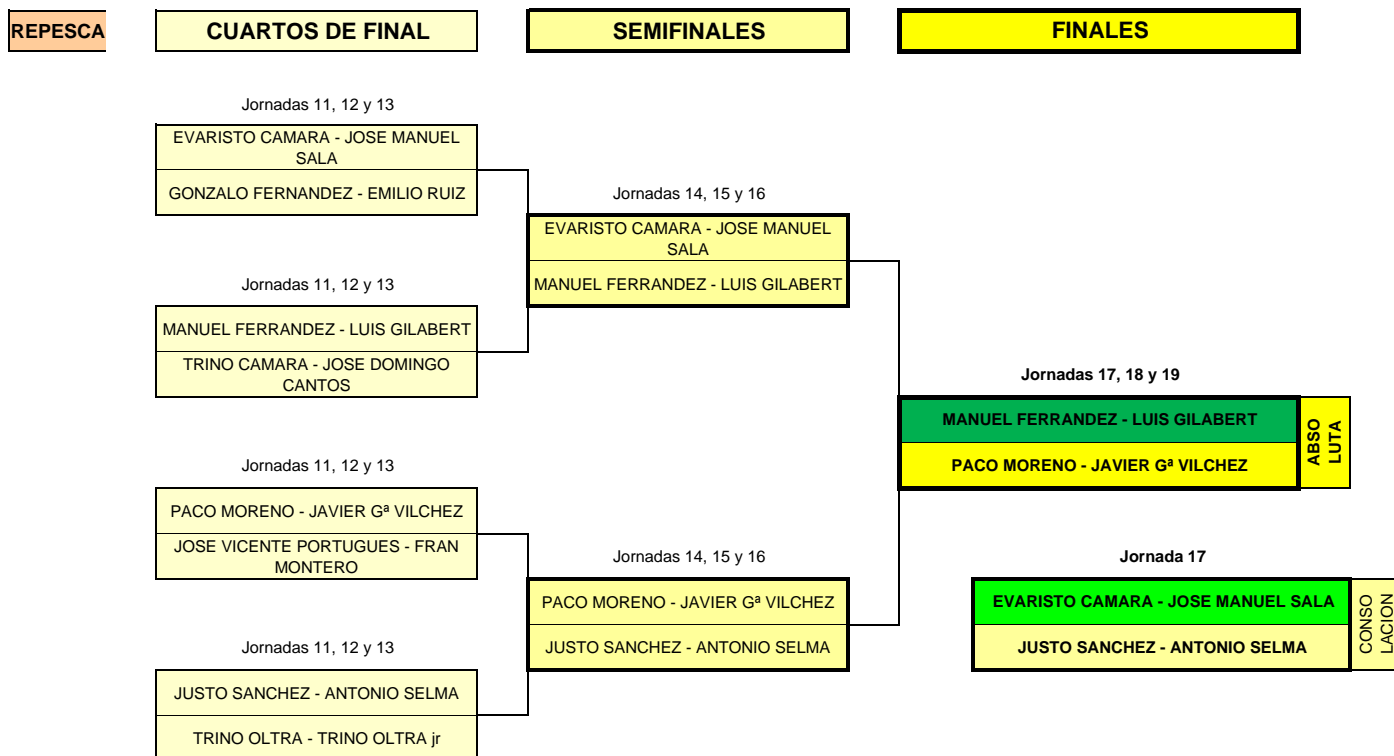 REPESCA
CUARTOS DE FINAL
SEMIFINALES
FINALES
Jornadas 11, 12 y 13
EVARISTO CAMARA - JOSE MANUEL
SALA
GONZALO FERNANDEZ - EMILIO RUIZ
Jornadas 14, 15 y 16
EVARISTO CAMARA - JOSE MANUEL
SALA
MANUEL FERRANDEZ - LUIS GILABERT
Jornadas 11, 12 y 13
MANUEL FERRANDEZ - LUIS GILABERT
TRINO CAMARA - JOSE DOMINGO
CANTOS
Jornadas 17, 18 y 19
MANUEL FERRANDEZ - LUIS GILABERT
PACO MORENO - JAVIER Gª VILCHEZ
ABSO
LUTA
Jornadas 11, 12 y 13
PACO MORENO - JAVIER Gª VILCHEZ
JOSE VICENTE PORTUGUES - FRAN
MONTERO
Jornadas 14, 15 y 16
PACO MORENO - JAVIER Gª VILCHEZ
JUSTO SANCHEZ - ANTONIO SELMA
Jornada 17
EVARISTO CAMARA - JOSE MANUEL SALA
JUSTO SANCHEZ - ANTONIO SELMA
CONSO
LACION
Jornadas 11, 12 y 13
JUSTO SANCHEZ - ANTONIO SELMA
TRINO OLTRA - TRINO OLTRA jr